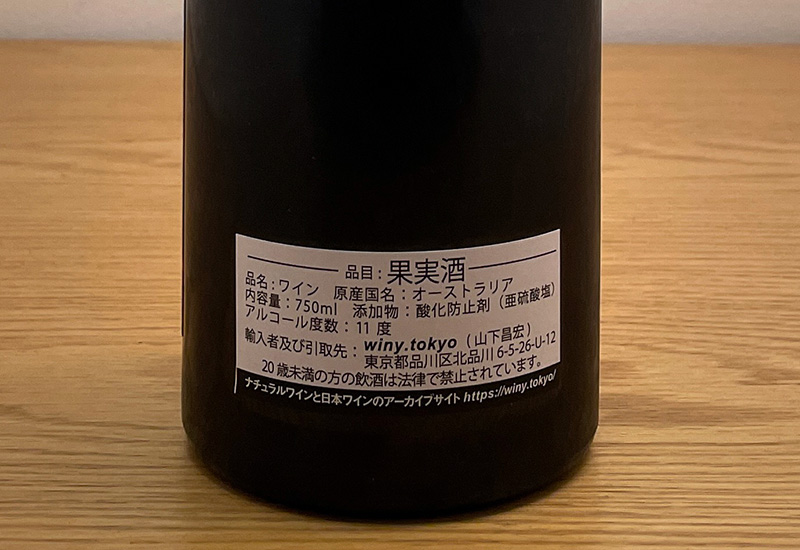 品目：果実酒
品名：ワイン　原産国名：オーストラリア
内容量：750ml　添加物：酸化防止剤（亜硫酸塩）
アルコール度数：11 度
輸入者及び引取先：winy.tokyo（山下昌宏）
東京都品川区北品川 6-5-26-U-12
20 歳未満の方の飲酒は法律で禁止されています。
ナチュラルワインと日本ワインのアーカイブサイト https://winy.tokyo/